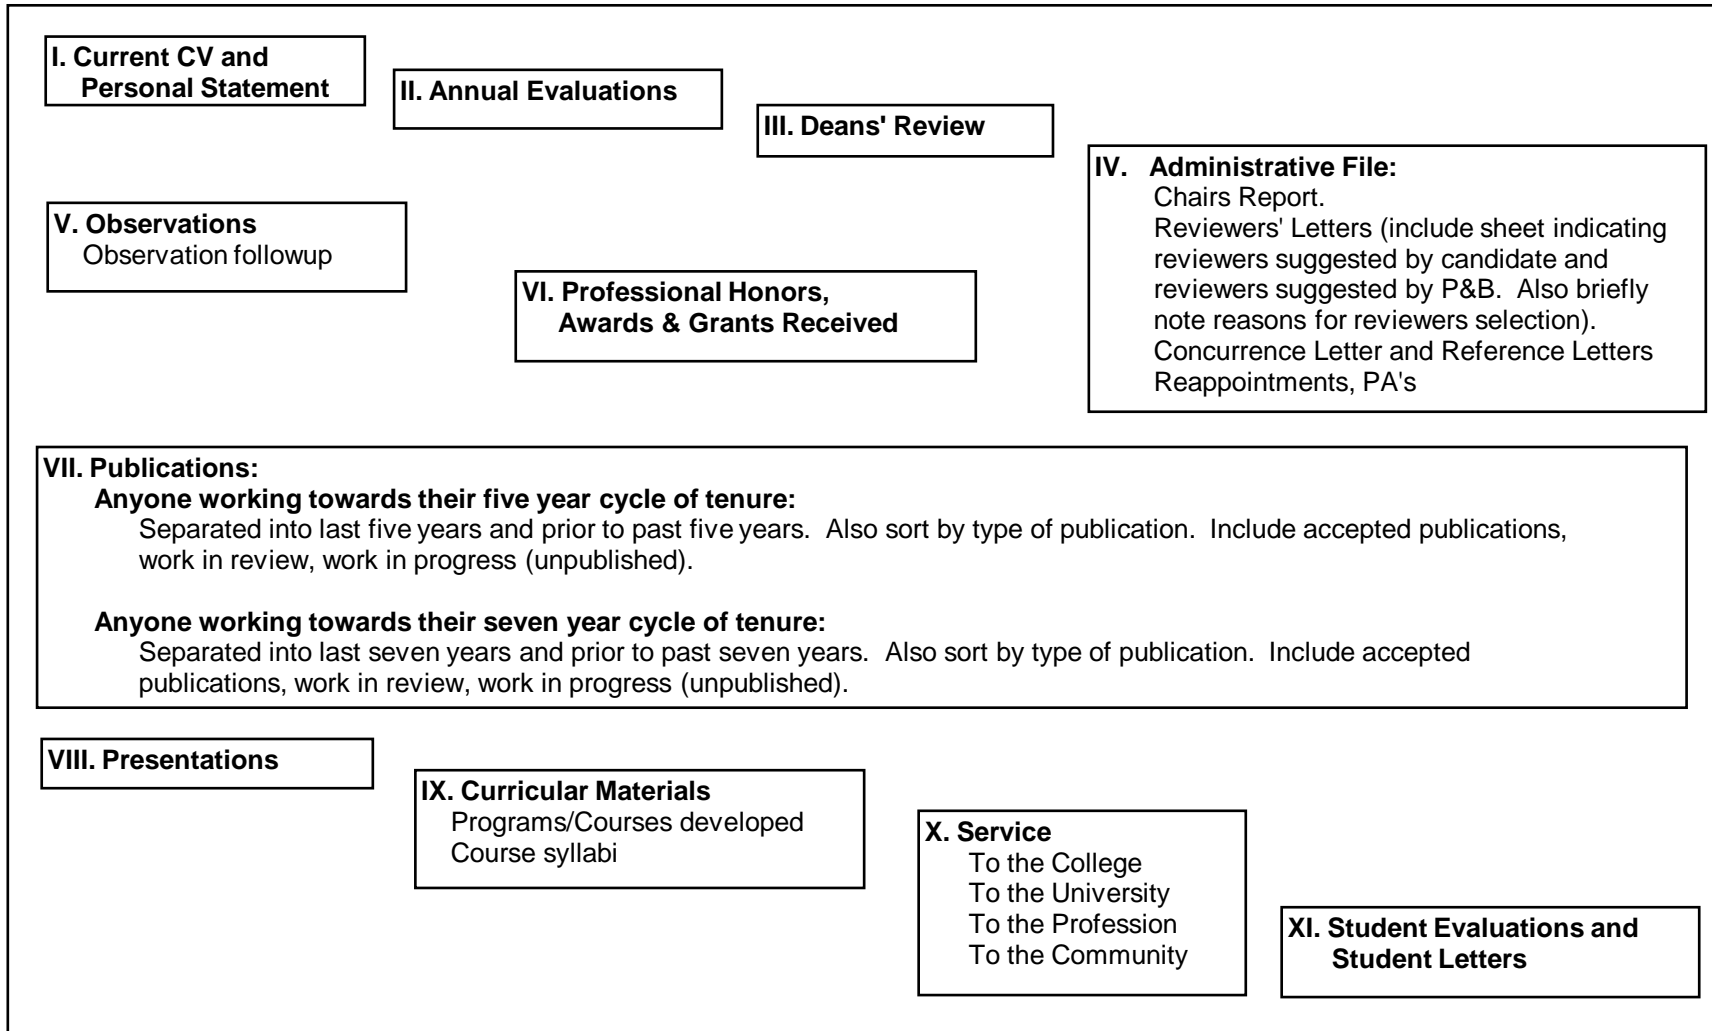 I. Current CV and
Personal Statement
II. Annual Evaluations
III. Deans' Review
IV. Administrative File:
Chairs Report.
Reviewers' Letters (include sheet indicating
reviewers suggested by candidate and
reviewers suggested by P&B. Also briefly
note reasons for reviewers selection).
Concurrence Letter and Reference Letters
Reappointments, PA's
V. Observations
Observation followup
VI. Professional Honors,
Awards & Grants Received
VII. Publications:
Anyone working towards their five year cycle of tenure:
Separated into last five years and prior to past five years. Also sort by type of publication. Include accepted publications,
work in review, work in progress (unpublished).
Anyone working towards their seven year cycle of tenure:
Separated into last seven years and prior to past seven years. Also sort by type of publication. Include accepted
publications, work in review, work in progress (unpublished).
VIII. Presentations
IX. Curricular Materials
Programs/Courses developed
Course syllabi
X. Service
To the College
To the University
To the Profession
To the Community
XI. Student Evaluations and
Student Letters